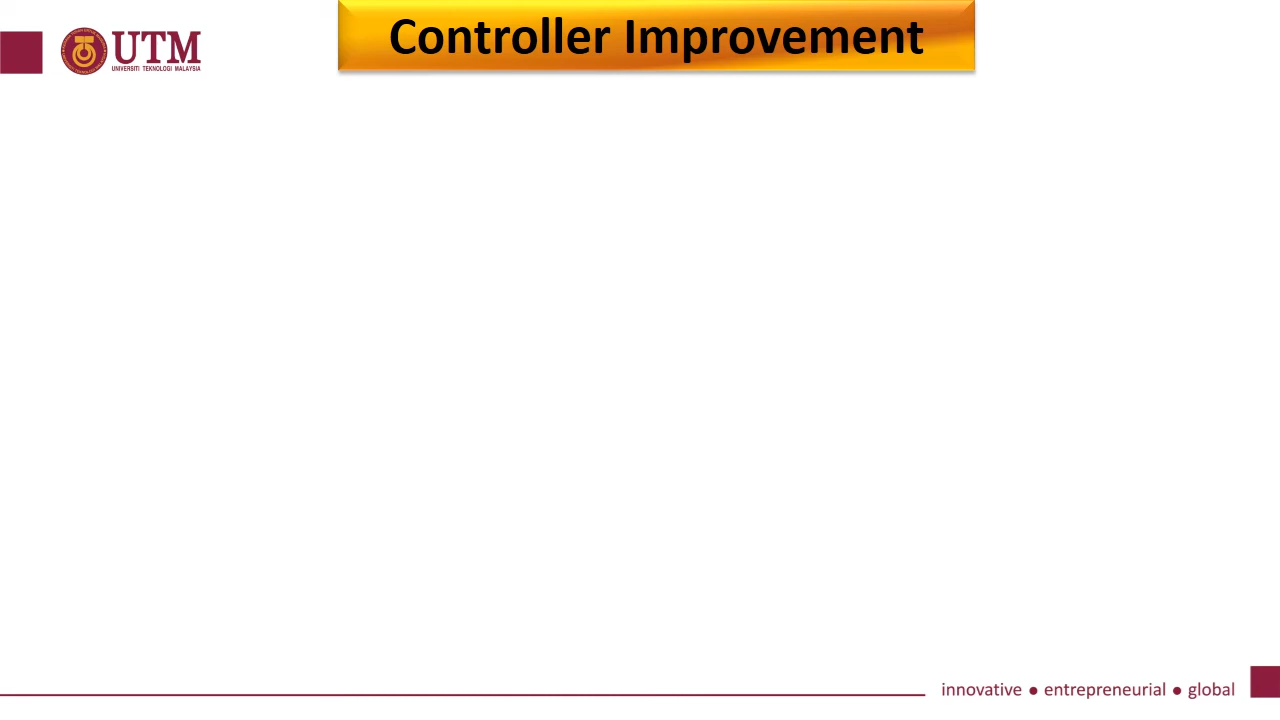 Controller Improvement
UTM
UNIVERSITI TEKNOLOGI MALAYSIA
innovative ● entrepreneurial ● global